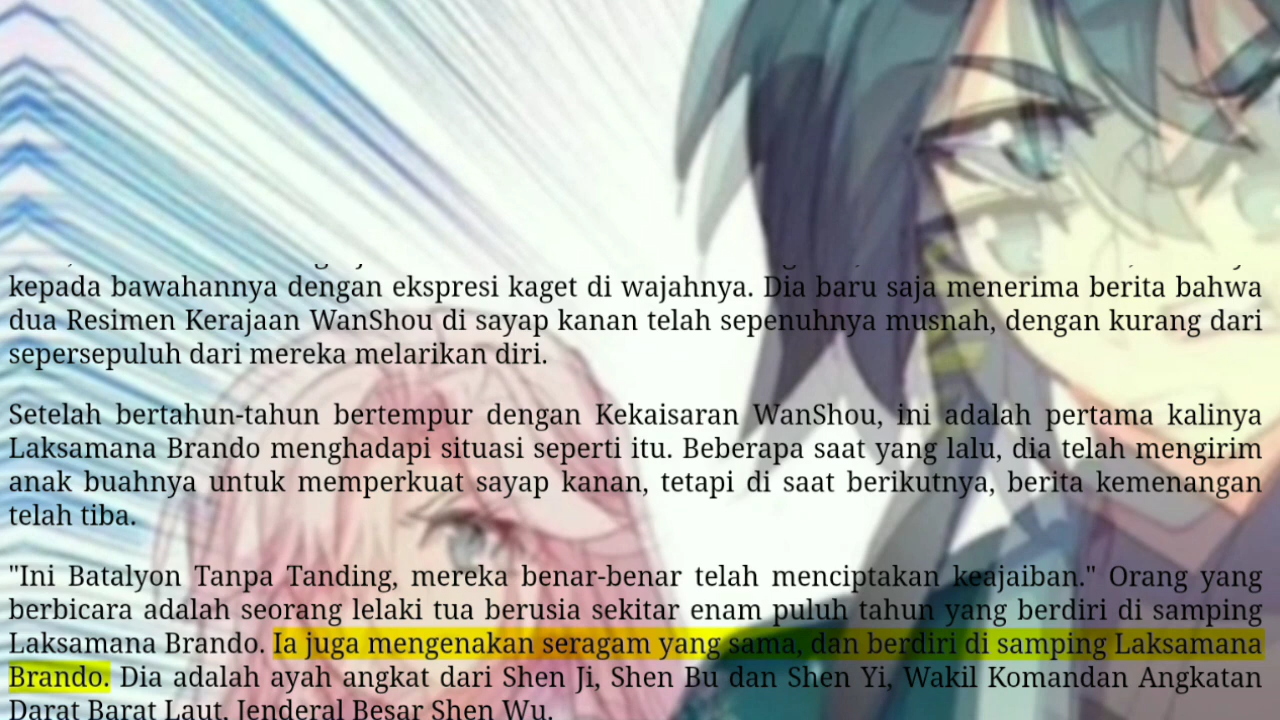 kepada bawahannya dengan ekspresi kaget di wajahnya. Dia baru saja menerima berita bahwa
dua Resimen Kerajaan WanShou di sayap kanan telah sepenuhnya musnah, dengan kurang dari
sepersepuluh dari mereka melarikan diri.
Setelah bertahun-tahun bertempur dengan Kekaisaran WanShou, ini adalah pertama kalinya
Laksamana Brando menghadapi situasi seperti itu. Beberapa saat yang lalu, dia telah mengirim
anak buahnya untuk memperkuat sayap kanan, tetapi di saat berikutnya, berita kemenangan
telah tiba.
"Ini Batalyon Tanpa Tanding, mereka benar-benar telah menciptakan keajaiban." Orang yang
berbicara adalah seorang lelaki tua berusia sekitar enam puluh tahun yang berdiri di samping
Laksamana Brando. Ia juga mengenakan seragam yang sama, dan berdiri di samping Laksamana
Brando. Dia adalah ayah angkat dari Shen Ji, Shen Bu dan Shen Yi, Wakil Komandan Angkatan
Darat Barat Laut, Jenderal Besar Shen Wu.